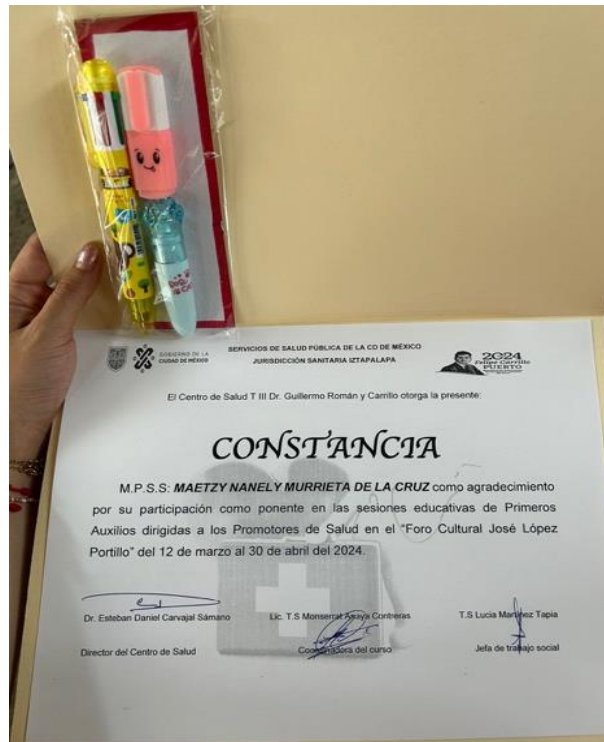 GOBIERNO DE LA
CIUDAD DE MÉXICO
SERVICIOS DE SALUD PÚBLICA DE LA CD DE MÉXICO
JURISDICCIÓN SANITARIA IZTAPALAPA
2024
Felipe Carrillo
PUERTO
El Centro de Salud T III Dr. Guillermo Román y Carrillo otorga la presente:
CONSTANCIA
M.P.S.S: MAETZY NANELY MURRIETA DE LA CRUZ como agradecimiento
por su participación como ponente en las sesiones educativas de Primeros
Auxilios dirigidas a los Promotores de Salud en el "Foro Cultural José López
Portillo" del 12 de marzo al 30 de abril del 2024.
Dr. Esteban Daniel Carvajal Sámano
Lic. T.S Monserrat Anaya Contreras
T.S Lucia Martinez Tapia
Director del Centro de Salud
Coordinadora del curso
Jefa de trabajo social